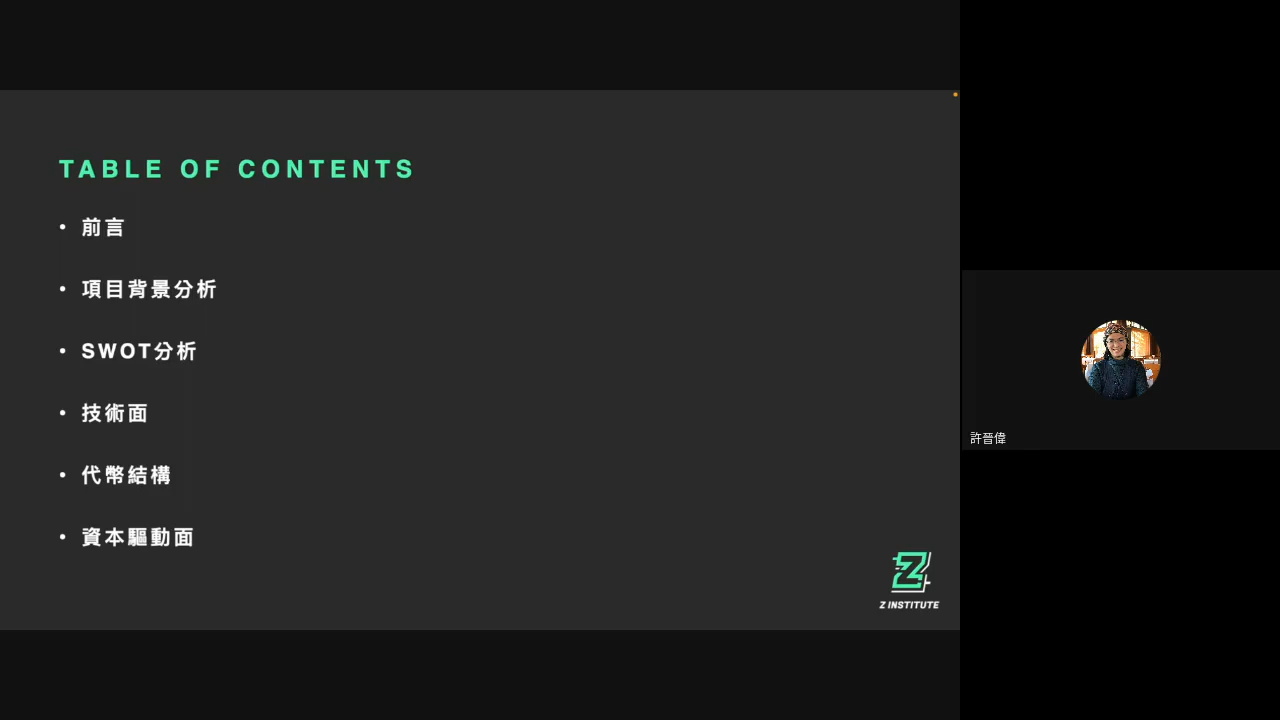 TABLE OF CONTENTS
• 前言
• 項目背景分析
• SWOT分析
• 技術面
• 代幣結構
• 資本驅動面
Z INSTITUTE
許晉偉